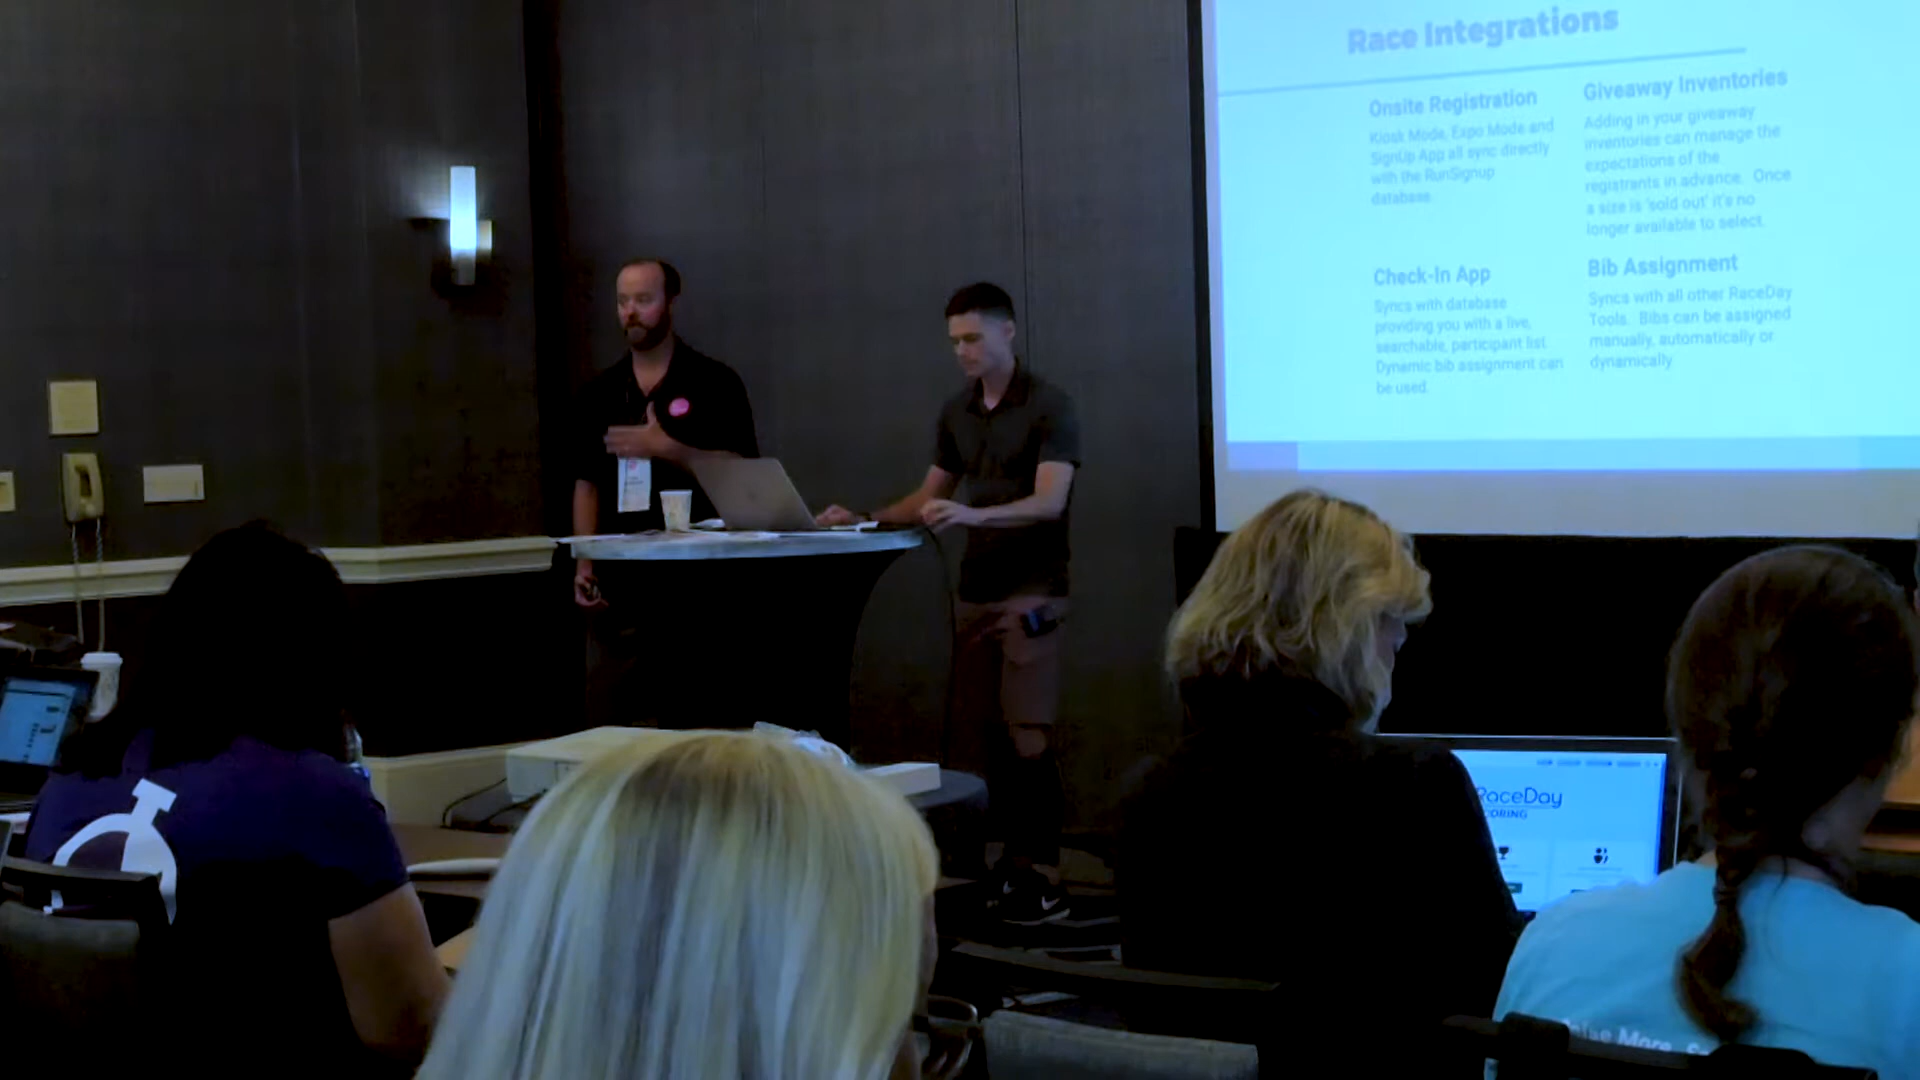 Race Integrations
Onsite Registration
Kiosk Mode, Expo Mode and
SignUp App all sync directly
with the RunSignup
database.
Giveaway Inventories
Adding in your giveaway
inventories can manage the
expectations of the
registrants in advance. Once
a size is 'sold out' it's no
longer available to select.
Check-In App
Syncs with database
providing you with a live,
searchable, participant list.
Dynamic bib assignment can
be used.
Bib Assignment
Syncs with all other RaceDay
Tools. Bibs can be assigned
manually, automatically or
dynamically.
RaceDay
CORING
More